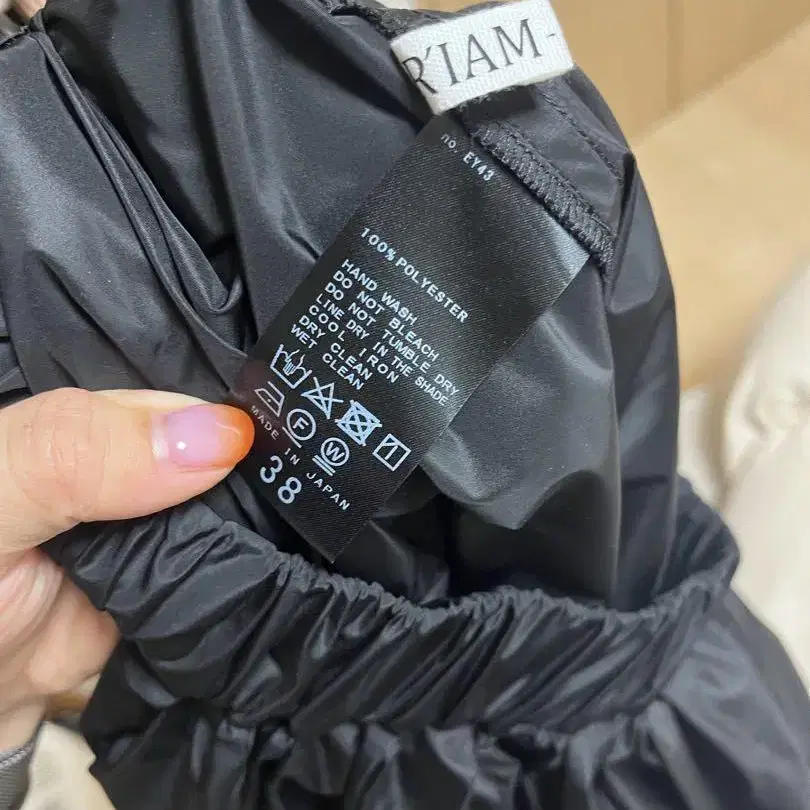 R'IAM-
no. EY43
100% POLYESTER
HAND WASH
DO NOT BLEACH
DO NOT TUMBLE DRY
LINE DRY IN THE SHADE
COOL IRON
DRY CLEAN
WET CLEAN
F W
MADE IN JAPAN
38